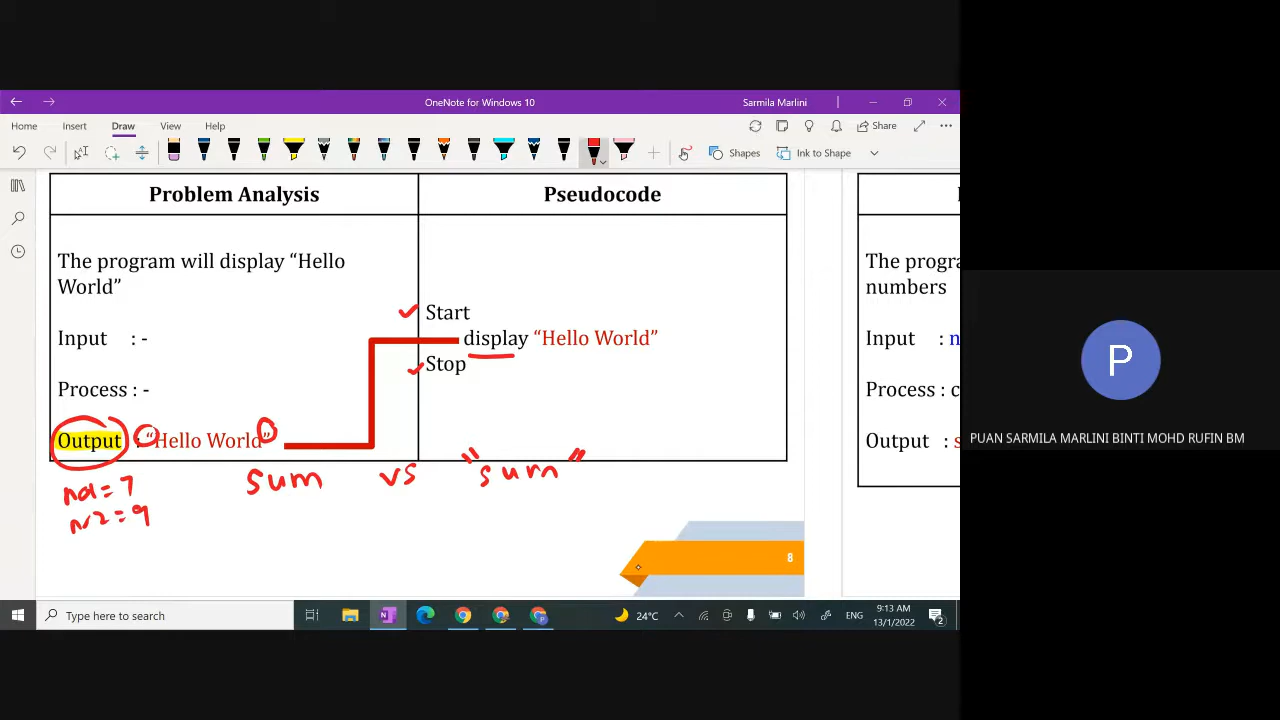 OneNote for Windows 10
Sarmila Marlini
Home Insert Draw View Help
Share
Shapes
Ink to Shape
Problem Analysis
Pseudocode
The program will display “Hello
World”
Input : -
Process : -
Output : “Hello World”
Start
display “Hello World”
Stop
sum vs "sum"
no1 = 7
no2 = 9
8
The progra
numbers
Input : n
Process : c
Output : s
P
PUAN SARMILA MARLINI BINTI MOHD RUFIN BM
Type here to search
24°C
ENG
9:13 AM
13/1/2022
2